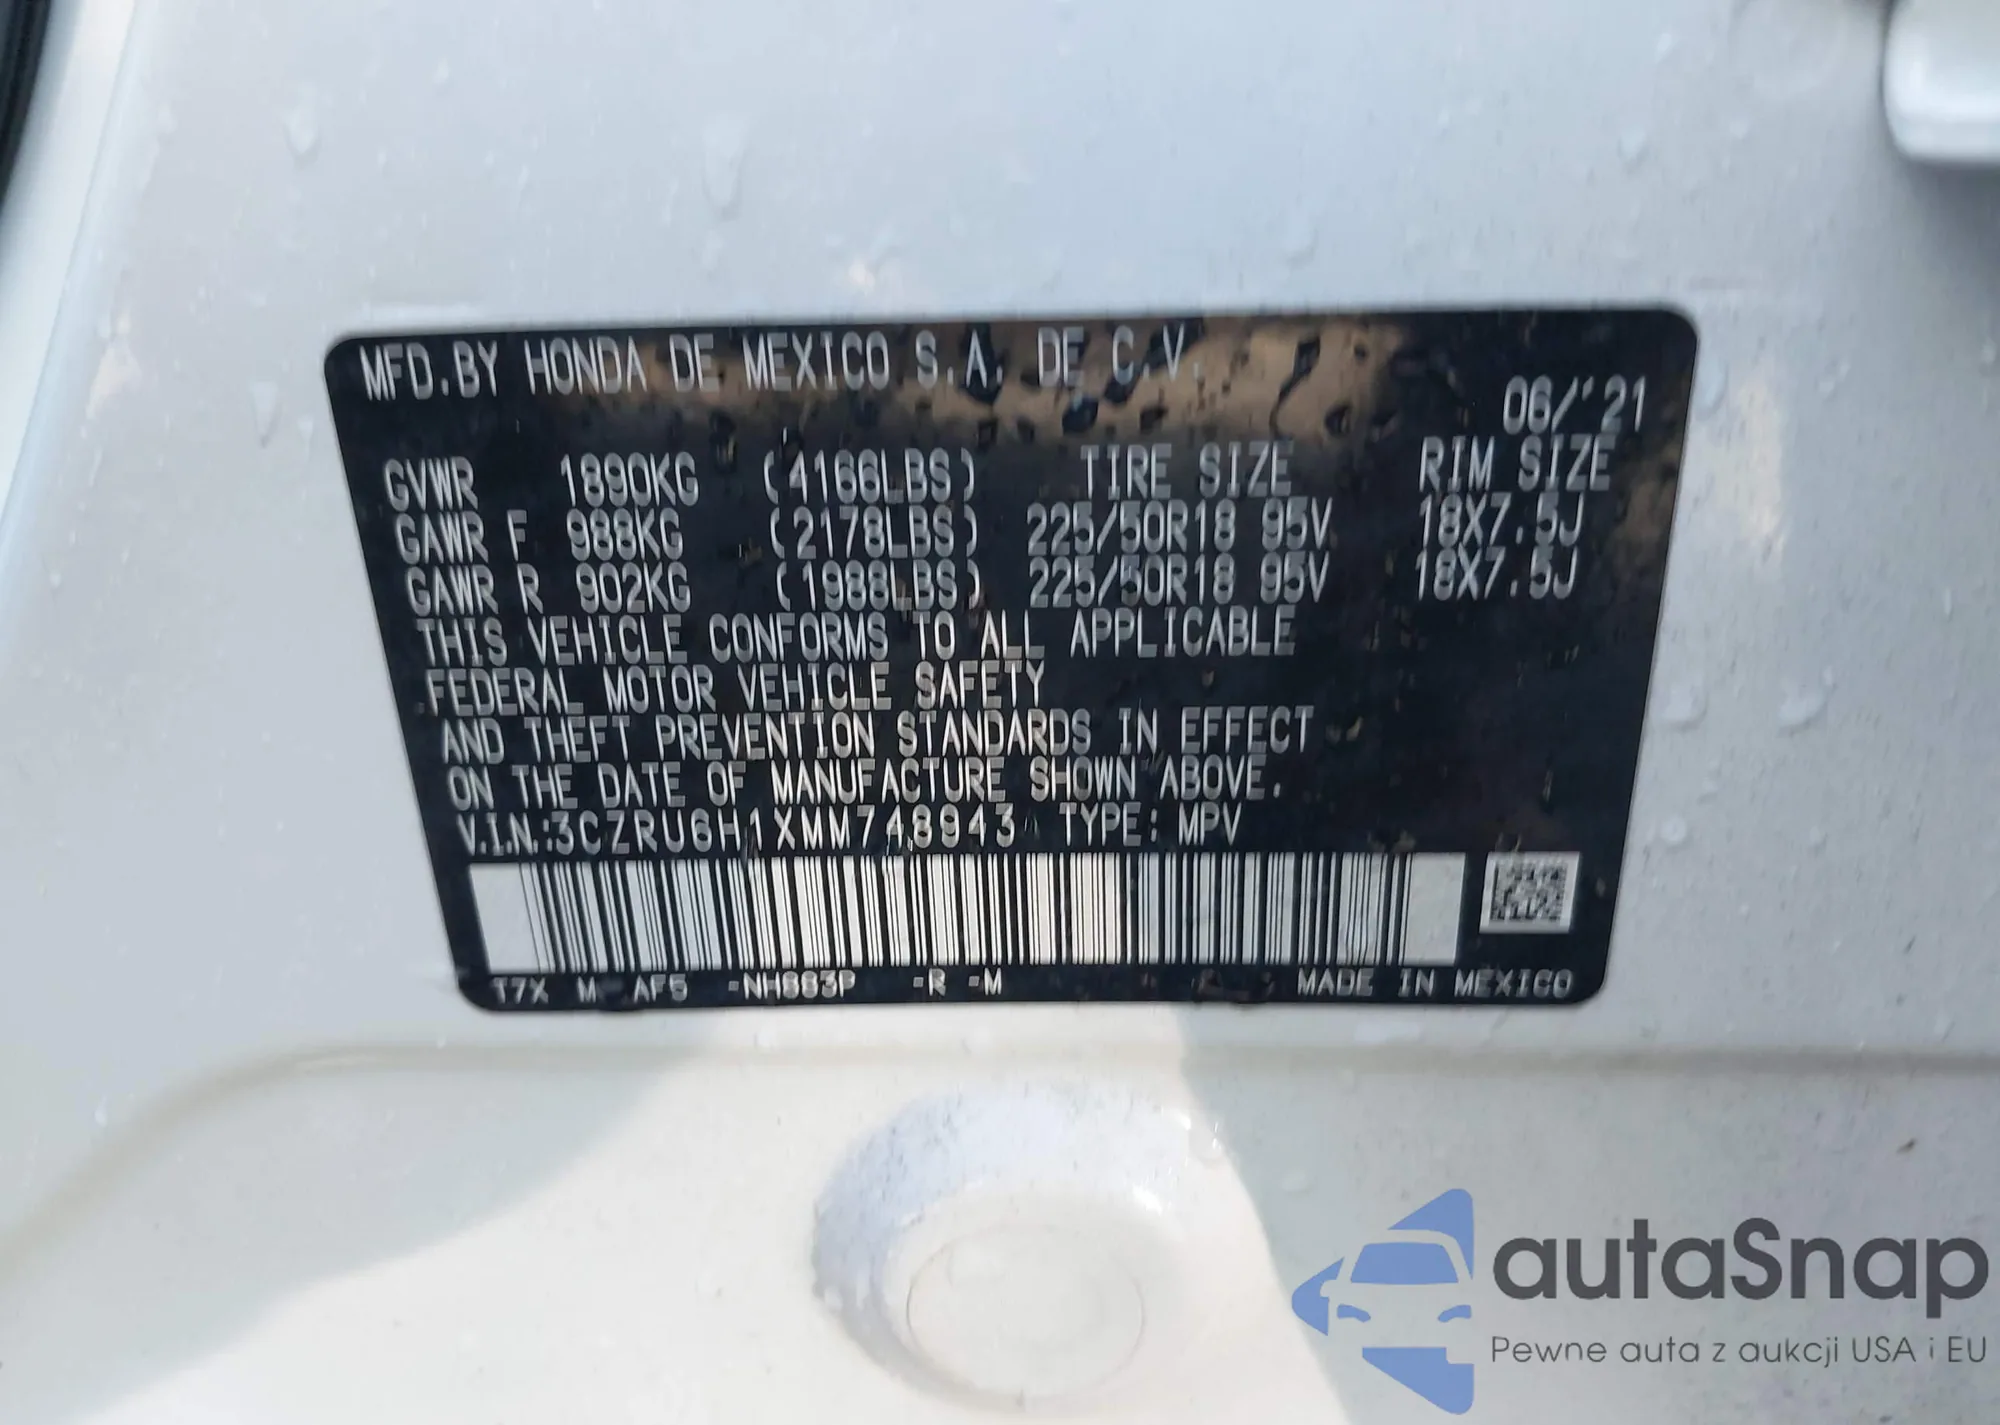 MFD.BY HONDA DE MEXICO S.A. DE C.V.
06/'21
GVWR 1890KG (4166LBS) TIRE SIZE RIM SIZE
GAWR F 988KG (2178LBS) 225/50R18 95V 18X7.5J
GAWR R 902KG (1988LBS) 225/50R18 95V 18X7.5J
THIS VEHICLE CONFORMS TO ALL APPLICABLE
FEDERAL MOTOR VEHICLE SAFETY
AND THEFT PREVENTION STANDARDS IN EFFECT
ON THE DATE OF MANUFACTURE SHOWN ABOVE.
V.I.N.:3CZRU6H1XMM748943 TYPE: MPV
T7X M- AF5 -NH883P -R -M MADE IN MEXICO
autaSnap
Pewne auta z aukcji USA i EU